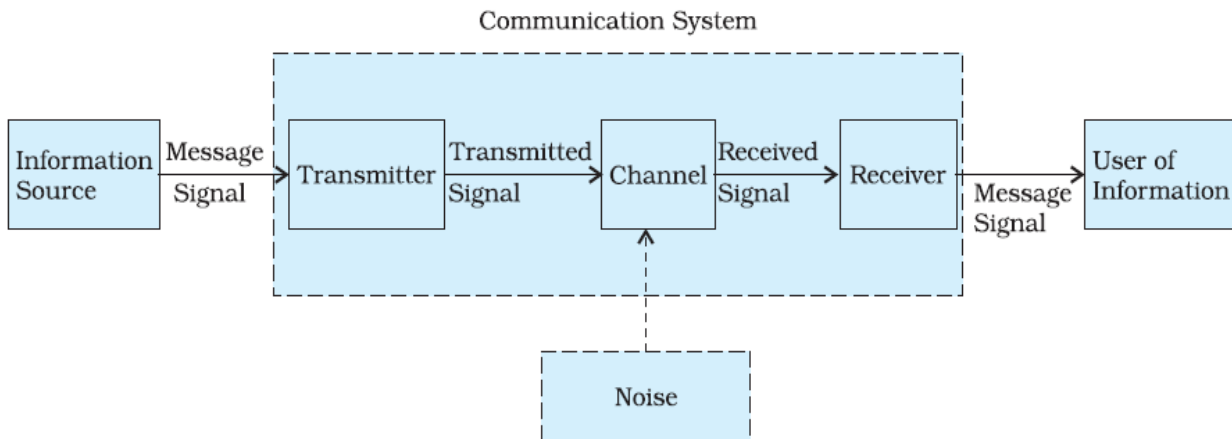 Communication System
Information
Source
Message
Signal
Transmitter
Transmitted
Signal
Channel
Received
Signal
Receiver
Message
Signal
User of
Information
Noise